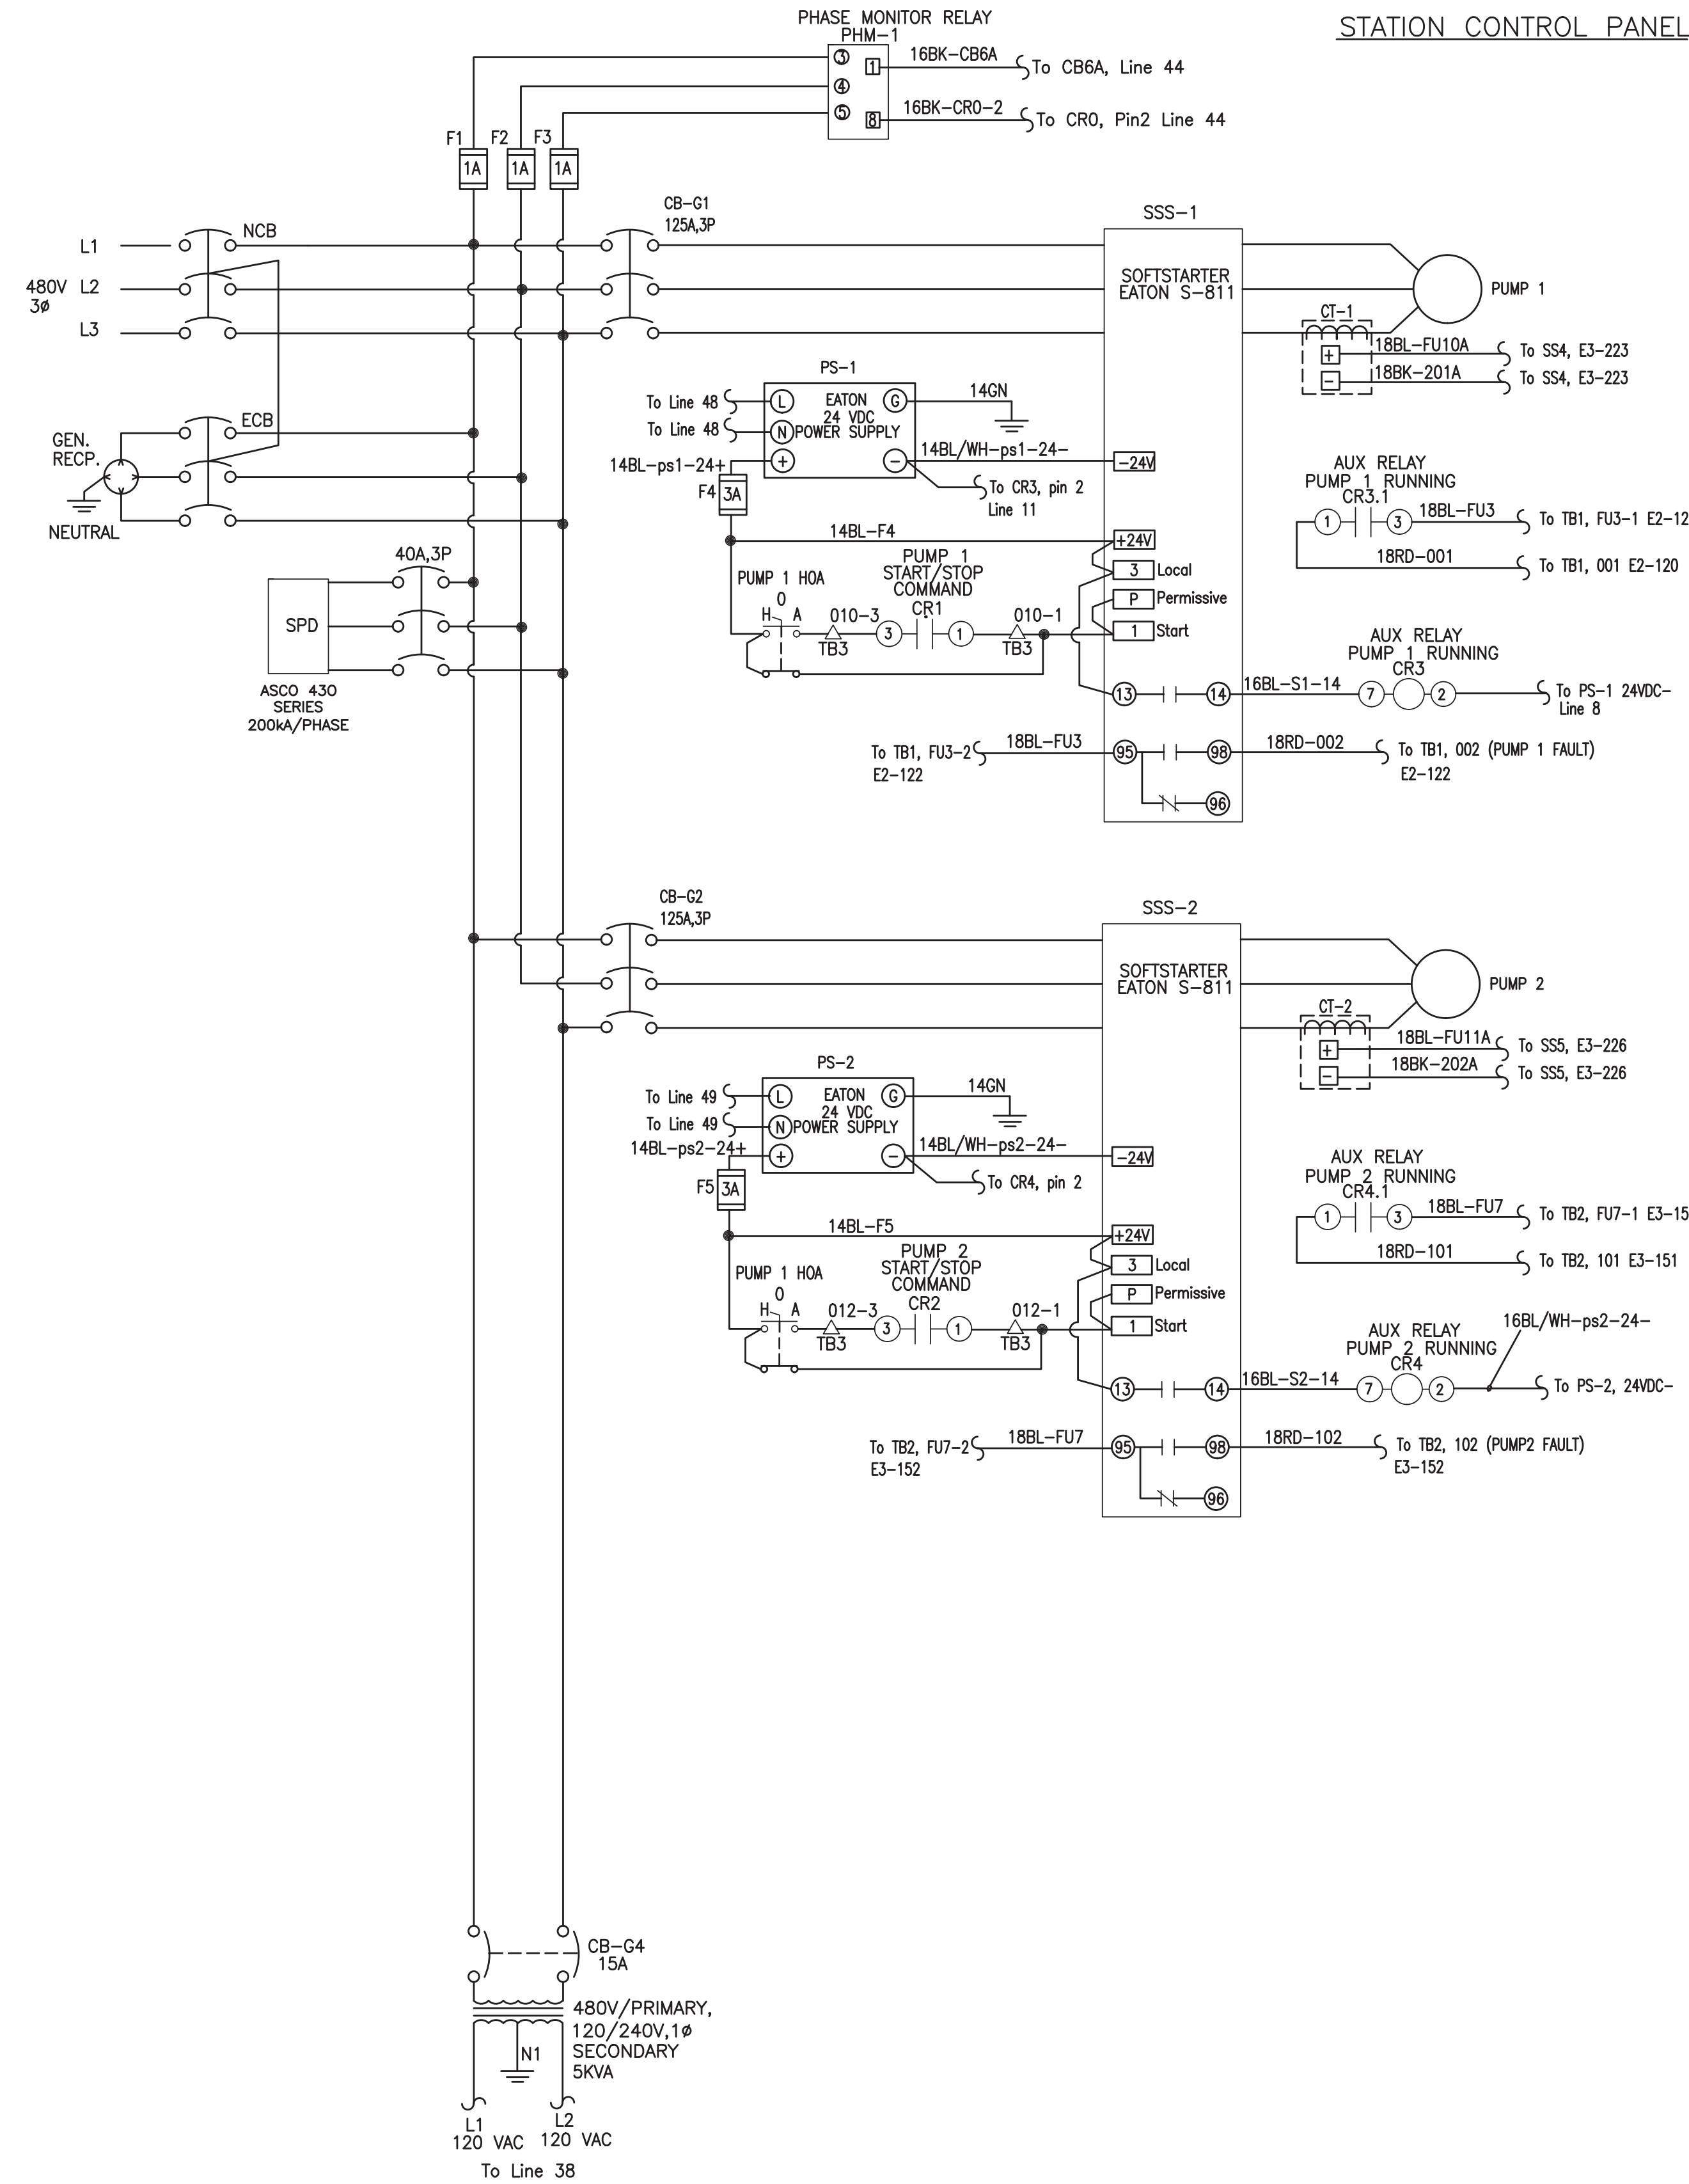 STATION CONTROL PANEL
PHASE MONITOR RELAY
PHM-1
3
1
16BK-CB6A
To CB6A, Line 44
4
5
8
16BK-CR0-2
To CR0, Pin2 Line 44
F1
F2
F3
1A
1A
1A
CB-G1
125A,3P
SSS-1
L1
NCB
480V
L2
3ø
L3
SOFTSTARTER
EATON S-811
PUMP 1
CT-1
+
18BL-FU10A
To SS4, E3-223
-
18BK-201A
To SS4, E3-223
PS-1
To Line 48
L
EATON
G
14GN
24 VDC
To Line 48
N
POWER SUPPLY
14BL-ps1-24+
+
-
14BL/WH-ps1-24-
-24V
To CR3, pin 2
Line 11
F4
3A
GEN.
RECP.
ECB
NEUTRAL
AUX RELAY
PUMP 1 RUNNING
CR3.1
1
3
18BL-FU3
To TB1, FU3-1 E2-12
18RD-001
To TB1, 001 E2-120
14BL-F4
+24V
3
Local
P
Permissive
1
Start
PUMP 1
START/STOP
COMMAND
CR1
PUMP 1 HOA
O
H
A
010-3
TB3
3
1
010-1
TB3
40A,3P
SPD
ASCO 430
SERIES
200kA/PHASE
AUX RELAY
PUMP 1 RUNNING
CR3
13
14
16BL-S1-14
7
2
To PS-1 24VDC-
Line 8
To TB1, FU3-2
E2-122
18BL-FU3
95
98
18RD-002
To TB1, 002 (PUMP 1 FAULT)
E2-122
96
CB-G2
125A,3P
SSS-2
SOFTSTARTER
EATON S-811
PUMP 2
CT-2
+
18BL-FU11A
To SS5, E3-226
-
18BK-202A
To SS5, E3-226
PS-2
To Line 49
L
EATON
G
14GN
24 VDC
To Line 49
N
POWER SUPPLY
14BL-ps2-24+
+
-
14BL/WH-ps2-24-
-24V
To CR4, pin 2
F5
3A
AUX RELAY
PUMP 2 RUNNING
CR4.1
1
3
18BL-FU7
To TB2, FU7-1 E3-15
18RD-101
To TB2, 101 E3-151
14BL-F5
+24V
3
Local
P
Permissive
1
Start
PUMP 2
START/STOP
COMMAND
CR2
PUMP 1 HOA
O
H
A
012-3
TB3
3
1
012-1
TB3
16BL/WH-ps2-24-
AUX RELAY
PUMP 2 RUNNING
CR4
13
14
16BL-S2-14
7
2
To PS-2, 24VDC-
To TB2, FU7-2
E3-152
18BL-FU7
95
98
18RD-102
To TB2, 102 (PUMP2 FAULT)
E3-152
96
CB-G4
15A
480V/PRIMARY,
120/240V,1ø
SECONDARY
5KVA
N1
L1
120 VAC
L2
120 VAC
To Line 38